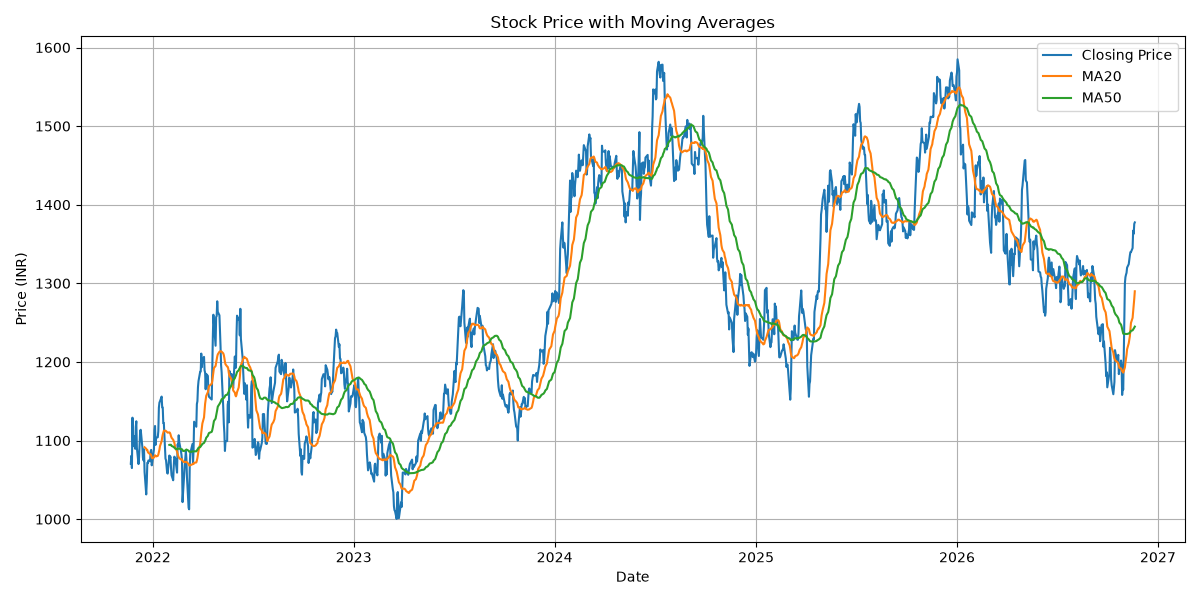 Stock Price with Moving Averages
Closing Price
MA20
MA50
Price (INR)
1600
1500
1400
1300
1200
1100
1000
2022 2023 2024 2025 2026 2027
Date